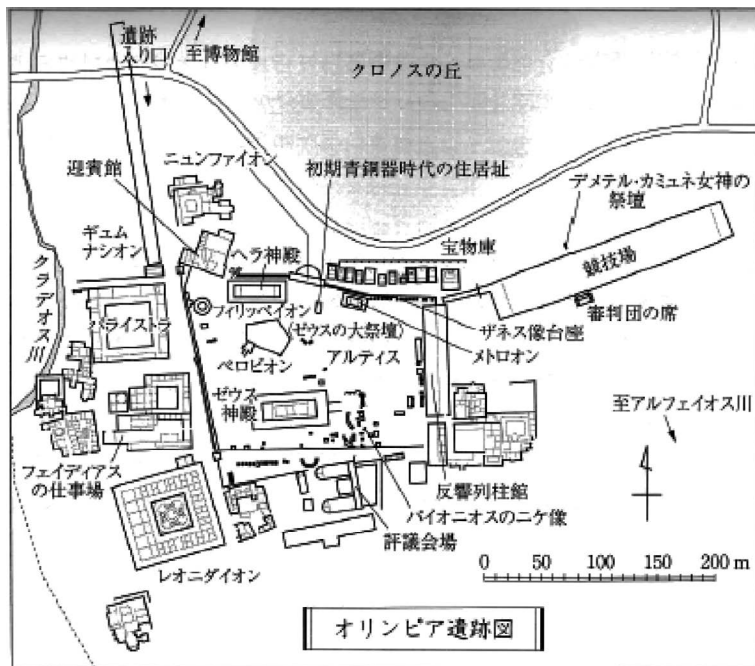 遺跡
入り口
至博物館
クロノスの丘
ニュンファイオン
初期青銅器時代の住居址
迎賓館
デメテル・カミュネ女神の
祭壇
ギュム
ナシオン
ヘラ神殿
宝物庫
競技場
クラデオス川
パライストラ
フィリッペイオン
(ゼウスの大祭壇)
ザネス像台座
審判団の席
アルティス
メトロオン
ペロピオン
ゼウス
神殿
至アルフェイオス川
フェイディアス
の仕事場
反響列柱館
パイオニオスのニケ像
評議会場
レオニダイオン
0 50 100 150 200 m
オリンピア遺跡図